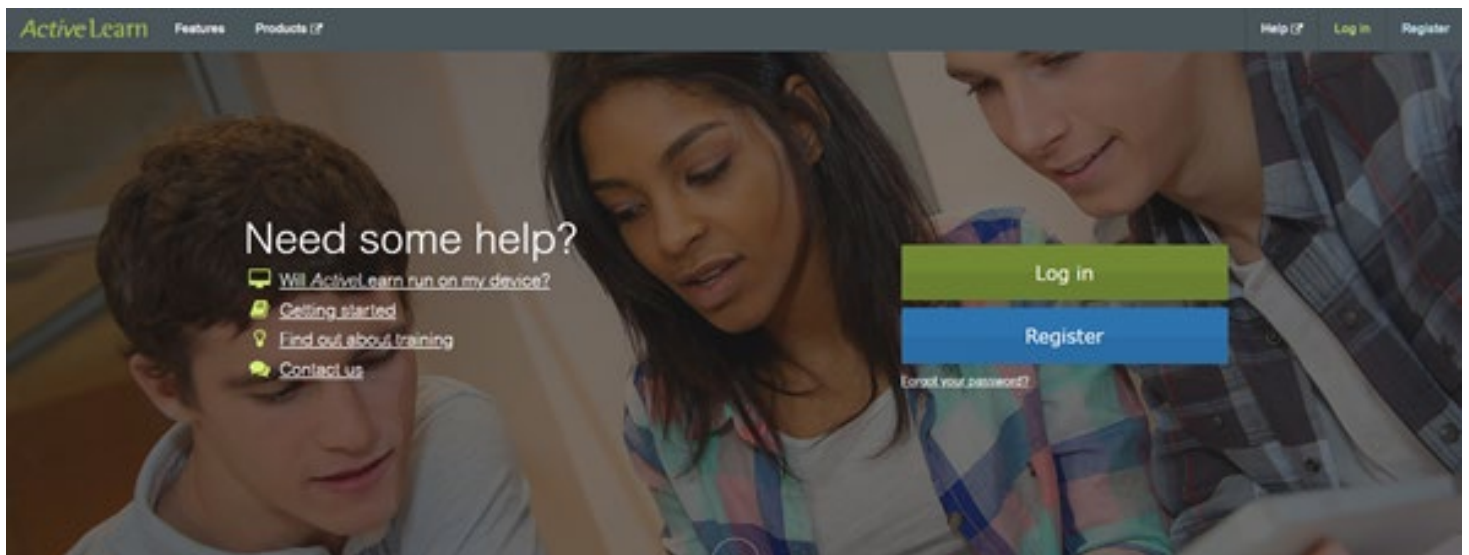 ActiveLearn Features Products Help Log in Register
Need some help?
Will ActiveLearn run on my device?
Getting started
Find out about training
Contact us
Log in
Register
Forgot your password?